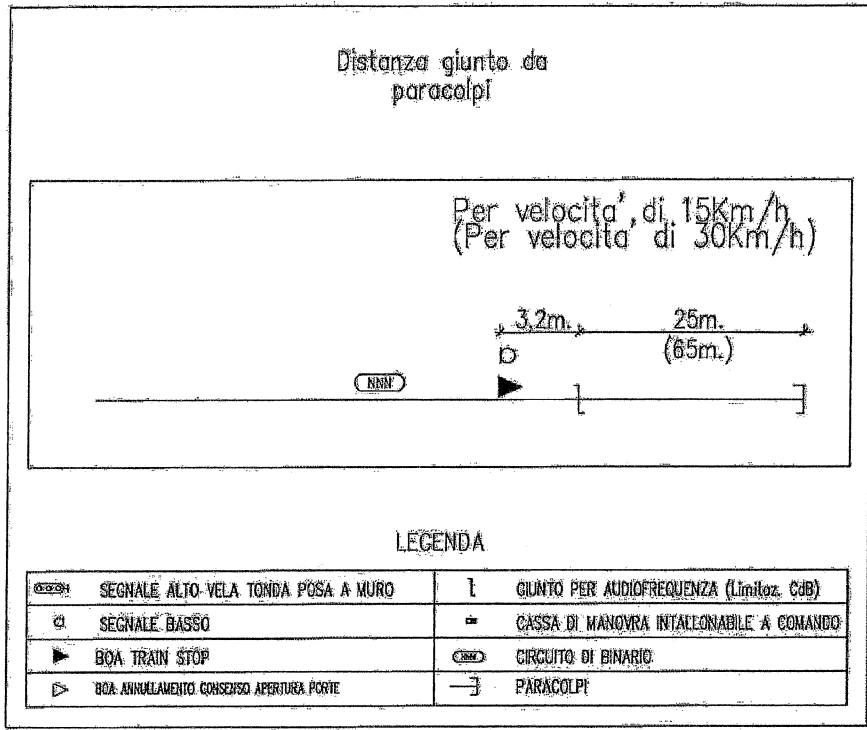 Distanza giunto da
paracolpi
Per velocita' di 15Km/h
(Per velocita' di 30Km/h)
3,2m. 25m.
(65m.)
NNN
LEGENDA
SEGNALE ALTO VELA TONDA POSA A MURO
GIUNTO PER AUDIOFREQUENZA (Limitaz. CdB)
SEGNALE BASSO
CASSA DI MANOVRA INTALLONABILE A COMANDO
BOA TRAIN STOP
NNN CIRCUITO DI BINARIO
BOA ANNULLAMENTO CONSENSO APERTURA PORTE
PARACOLPI